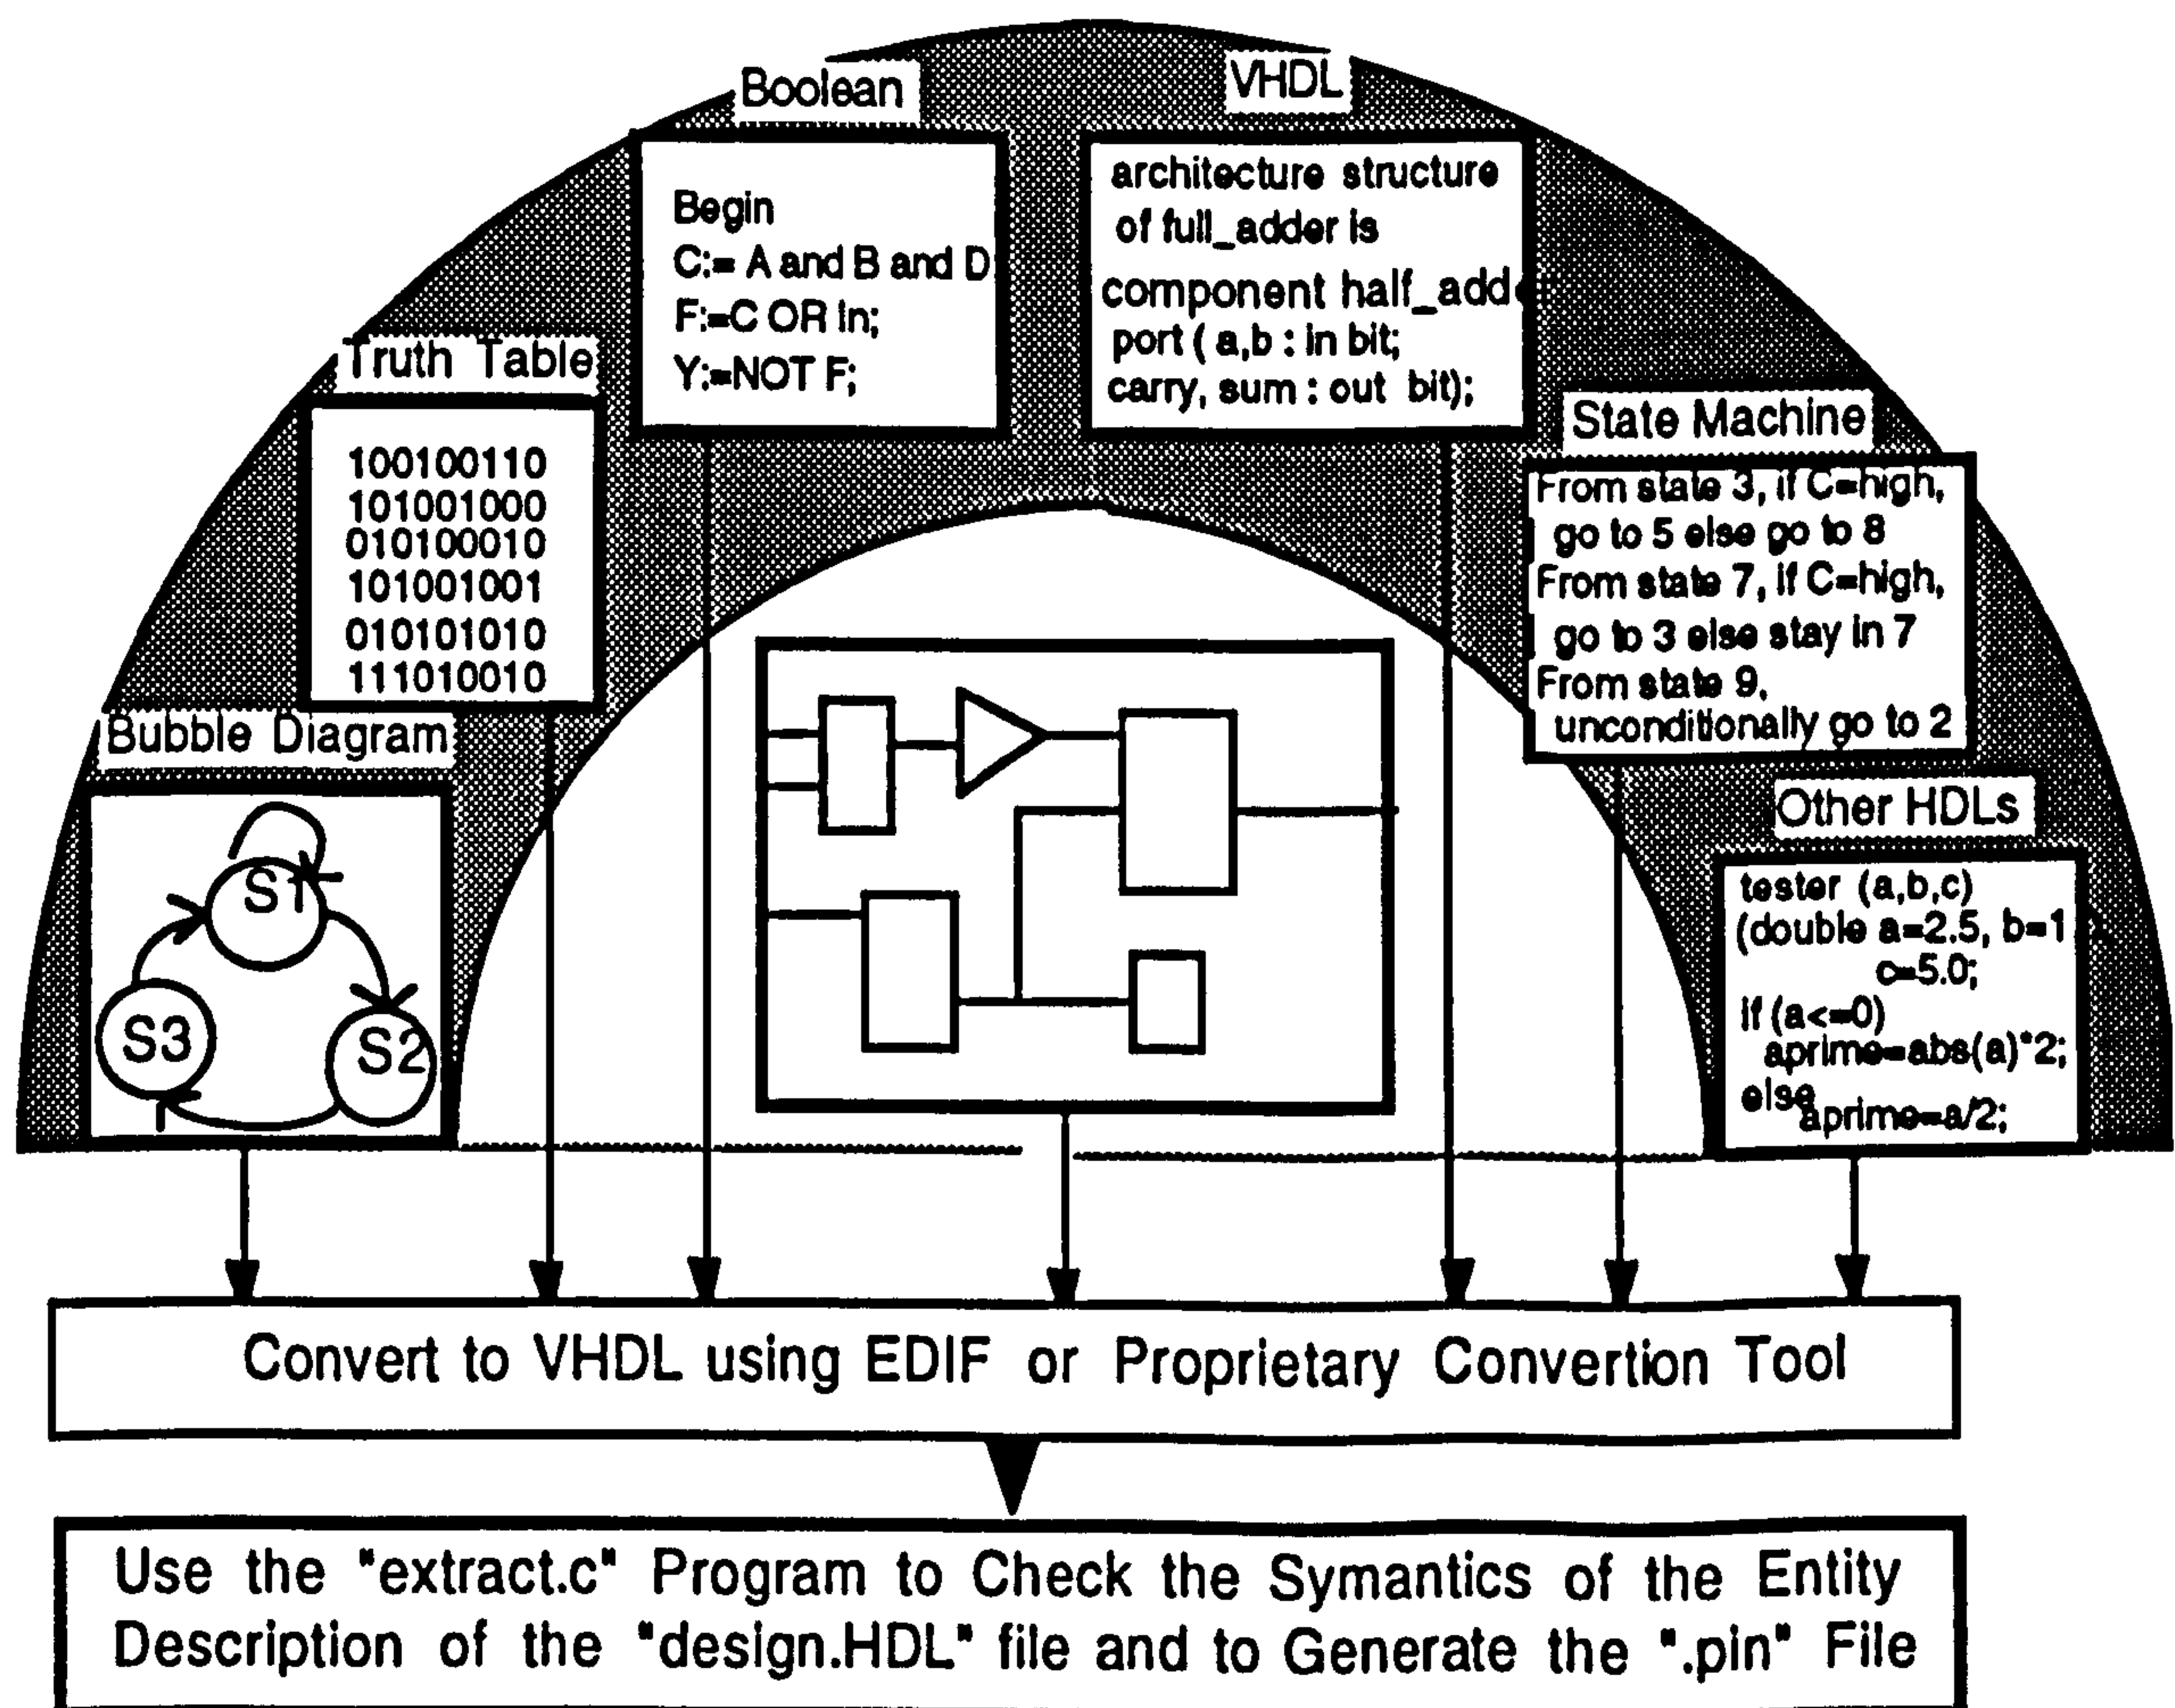 Boolean
Begin
C:= A and B and D
F:=C OR In;
Y:=NOT F;
VHDL
architecture structure
of full_adder is
component half_add
port ( a,b : in bit;
carry, sum : out bit);
Truth Table
100100110
101001000
010100010
101001001
010101010
111010010
State Machine
From state 3, if C=high,
go to 5 else go to 8
From state 7, if C=high,
go to 3 else stay in 7
From state 9,
unconditionally go to 2
Bubble Diagram
S1
S3
S2
Other HDLs
tester (a,b,c)
(double a=2.5, b=1
c=5.0;
if (a<=0)
aprime=abs(a)*2;
else
aprime=a/2;
Convert to VHDL using EDIF or Proprietary Convertion Tool
Use the "extract.c" Program to Check the Symantics of the Entity
Description of the "design.HDL" file and to Generate the ".pin" File